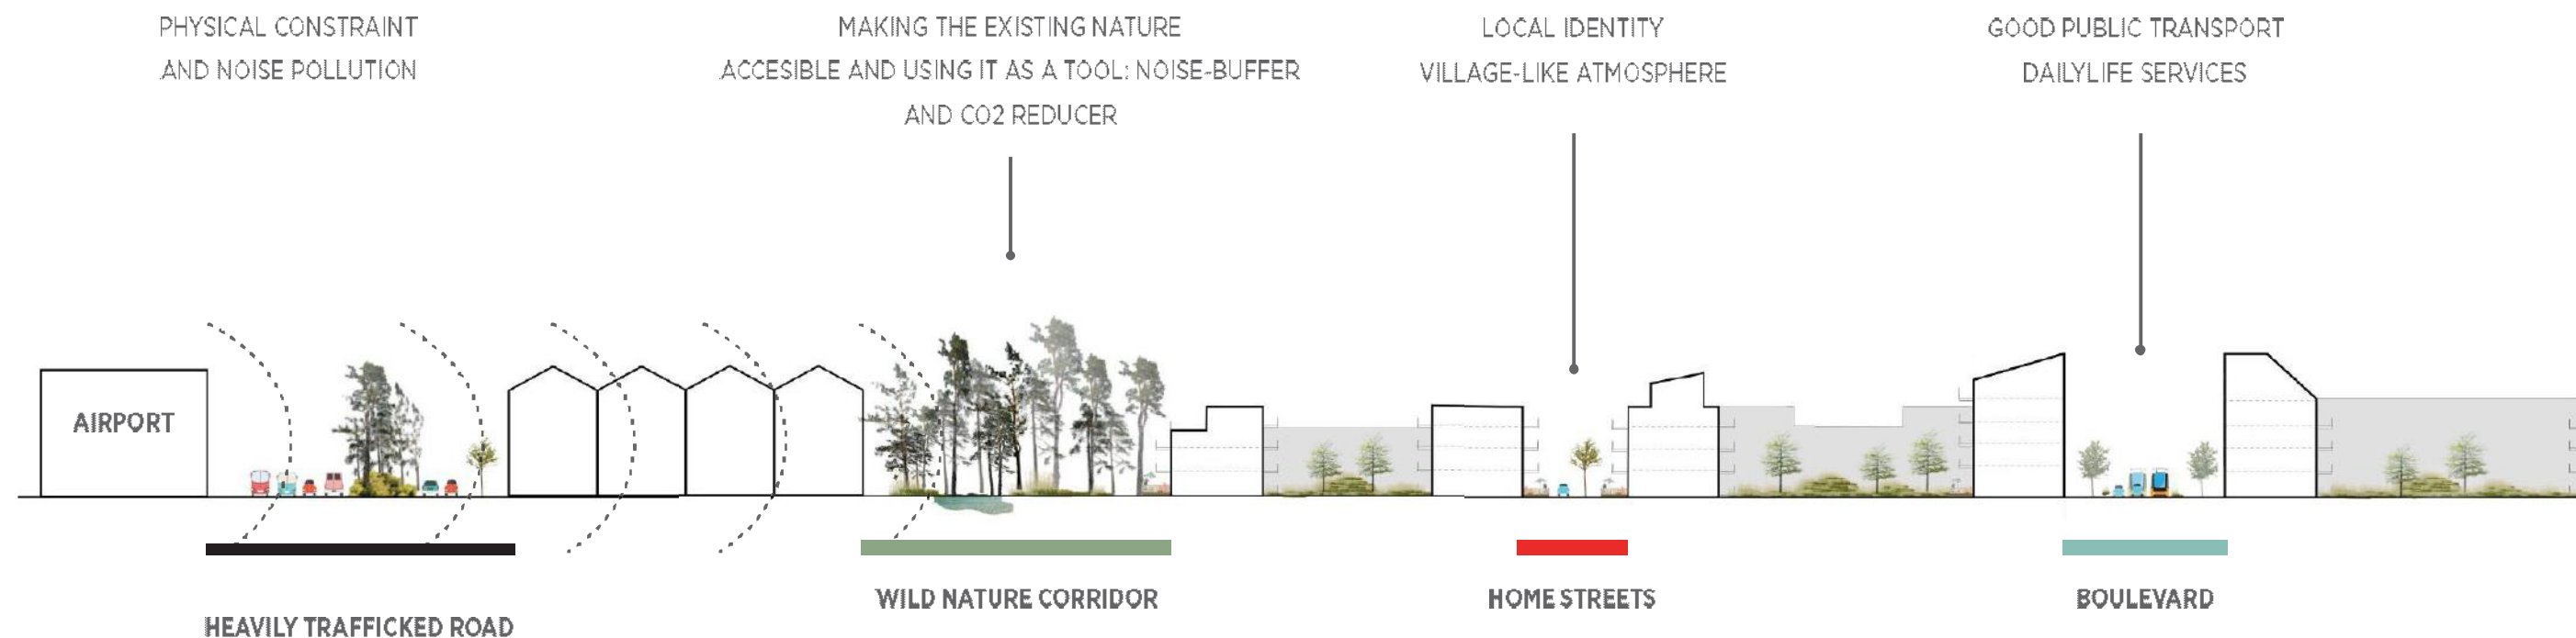 PHYSICAL CONSTRAINT
AND NOISE POLLUTION
MAKING THE EXISTING NATURE
ACCESIBLE AND USING IT AS A TOOL: NOISE-BUFFER
AND CO2 REDUCER
LOCAL IDENTITY
VILLAGE-LIKE ATMOSPHERE
GOOD PUBLIC TRANSPORT
DAILYLIFE SERVICES
AIRPORT
HEAVILY TRAFFICKED ROAD
WILD NATURE CORRIDOR
HOME STREETS
BOULEVARD